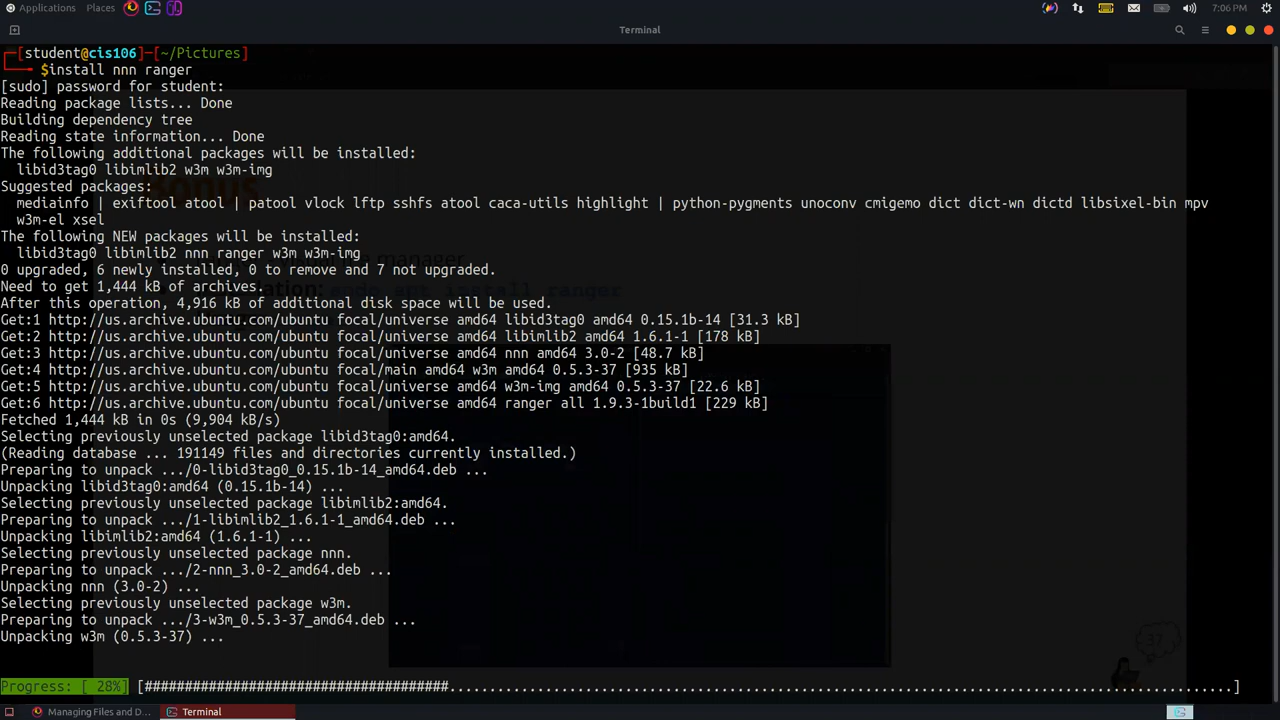 Applications Places 7:06 PM
Terminal
┌─[student@cis106]─[~/Pictures]
└──╼ $install nnn ranger
[sudo] password for student:
Reading package lists... Done
Building dependency tree
Reading state information... Done
The following additional packages will be installed:
libid3tag0 libimlib2 w3m w3m-img
Suggested packages:
mediainfo | exiftool atool | patool vlock lftp sshfs atool caca-utils highlight | python-pygments unoconv cmigemo dict dict-wn dictd libsixel-bin mpv
w3m-el xsel
The following NEW packages will be installed:
libid3tag0 libimlib2 nnn ranger w3m w3m-img
0 upgraded, 6 newly installed, 0 to remove and 7 not upgraded.
Need to get 1,444 kB of archives.
After this operation, 4,916 kB of additional disk space will be used.
Get:1 http://us.archive.ubuntu.com/ubuntu focal/universe amd64 libid3tag0 amd64 0.15.1b-14 [31.3 kB]
Get:2 http://us.archive.ubuntu.com/ubuntu focal/universe amd64 libimlib2 amd64 1.6.1-1 [178 kB]
Get:3 http://us.archive.ubuntu.com/ubuntu focal/universe amd64 nnn amd64 3.0-2 [48.7 kB]
Get:4 http://us.archive.ubuntu.com/ubuntu focal/main amd64 w3m amd64 0.5.3-37 [935 kB]
Get:5 http://us.archive.ubuntu.com/ubuntu focal/universe amd64 w3m-img amd64 0.5.3-37 [22.6 kB]
Get:6 http://us.archive.ubuntu.com/ubuntu focal/universe amd64 ranger all 1.9.3-1build1 [229 kB]
Fetched 1,444 kB in 0s (9,904 kB/s)
Selecting previously unselected package libid3tag0:amd64.
(Reading database ... 191149 files and directories currently installed.)
Preparing to unpack .../0-libid3tag0_0.15.1b-14_amd64.deb ...
Unpacking libid3tag0:amd64 (0.15.1b-14) ...
Selecting previously unselected package libimlib2:amd64.
Preparing to unpack .../1-libimlib2_1.6.1-1_amd64.deb ...
Unpacking libimlib2:amd64 (1.6.1-1) ...
Selecting previously unselected package nnn.
Preparing to unpack .../2-nnn_3.0-2_amd64.deb ...
Unpacking nnn (3.0-2) ...
Selecting previously unselected package w3m.
Preparing to unpack .../3-w3m_0.5.3-37_amd64.deb ...
Unpacking w3m (0.5.3-37) ...
37
Progress: [ 28%] [######################################..................................................................................................]
Managing Files and D... Terminal